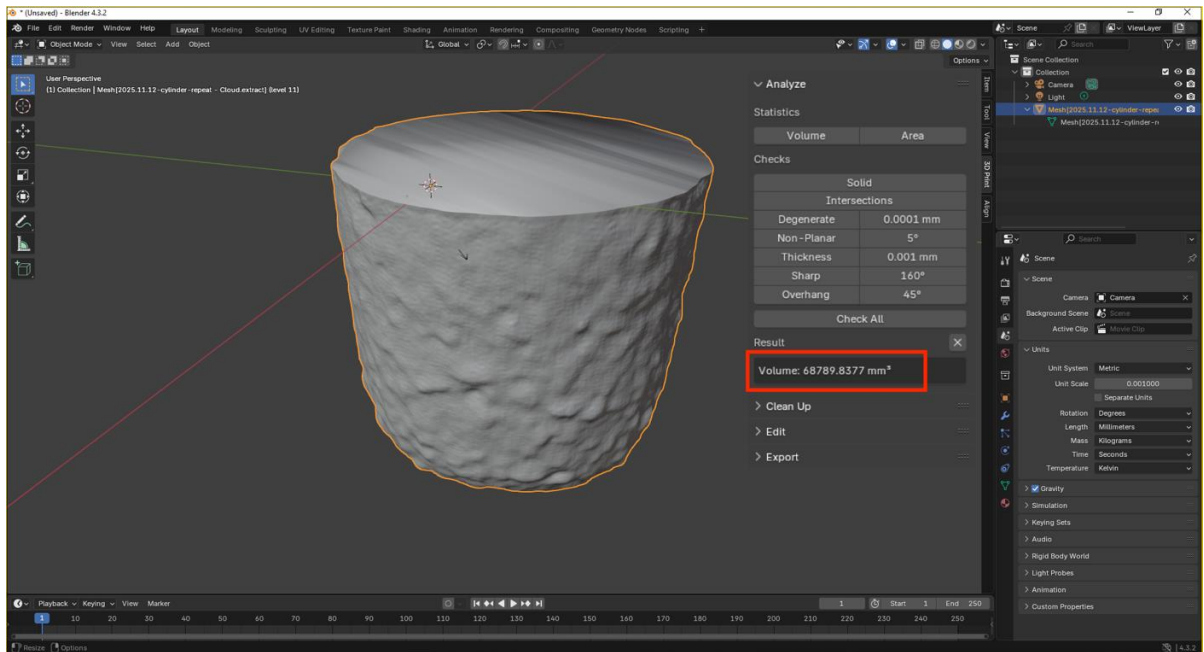 * (Unsaved) - Blender 4.3.2
File Edit Render Window Help Layout Modeling Sculpting UV Editing Texture Paint Shading Animation Rendering Compositing Geometry Nodes Scripting + Scene ViewLayer
Object Mode View Select Add Object Global Search
Options
User Perspective
(1) Collection | Mesh[2025.11.12-cylinder-repeat - Cloud.extract] (level 11)
Scene Collection
Collection
Camera
Light
Mesh[2025.11.12-cylinder-repe
Mesh[2025.11.12-cylinder-r
Item
Tool
View
3D Print
Align
Analyze
Statistics
Volume Area
Checks
Solid
Intersections
Degenerate 0.0001 mm
Non-Planar 5°
Thickness 0.001 mm
Sharp 160°
Overhang 45°
Check All
Result
Volume: 68789.8377 mm³
Clean Up
Edit
Export
Search
Scene
Scene
Camera Camera
Background Scene Scene
Active Clip Movie Clip
Units
Unit System Metric
Unit Scale 0.001000
Separate Units
Rotation Degrees
Length Millimeters
Mass Kilograms
Time Seconds
Temperature Kelvin
Gravity
Simulation
Keying Sets
Audio
Rigid Body World
Light Probes
Animation
Custom Properties
Playback Keying View Marker 1 Start 1 End 250
1 10 20 30 40 50 60 70 80 90 100 110 120 130 140 150 160 170 180 190 200 210 220 230 240 250
Resize Options 4.3.2